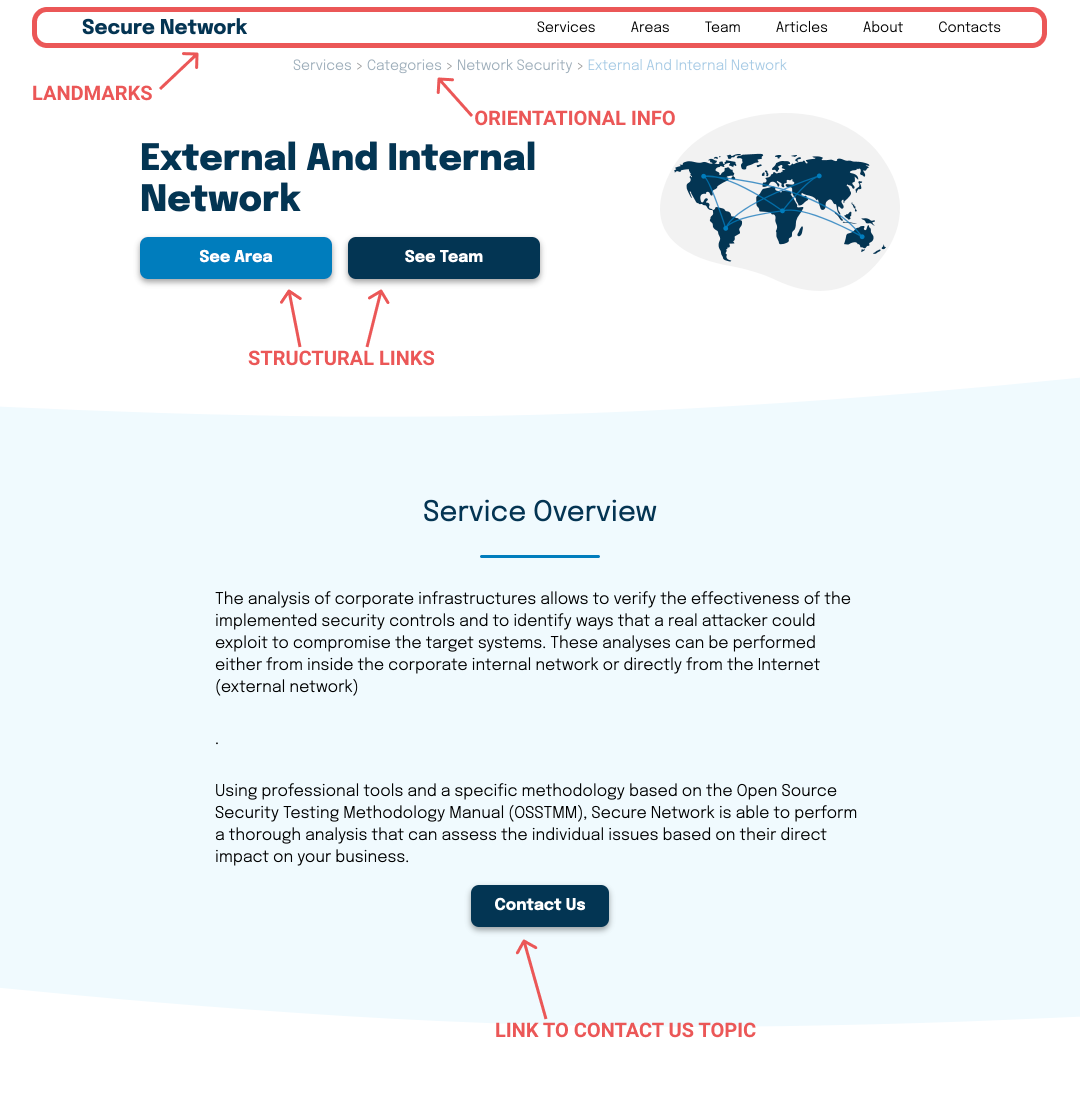 Secure Network Services Areas Team Articles About Contacts
Services > Categories > Network Security > External And Internal Network
LANDMARKS
ORIENTATIONAL INFO
External And Internal
Network
See Area See Team
STRUCTURAL LINKS
Service Overview
The analysis of corporate infrastructures allows to verify the effectiveness of the
implemented security controls and to identify ways that a real attacker could
exploit to compromise the target systems. These analyses can be performed
either from inside the corporate internal network or directly from the Internet
(external network)
.
Using professional tools and a specific methodology based on the Open Source
Security Testing Methodology Manual (OSSTMM), Secure Network is able to perform
a thorough analysis that can assess the individual issues based on their direct
impact on your business.
Contact Us
LINK TO CONTACT US TOPIC